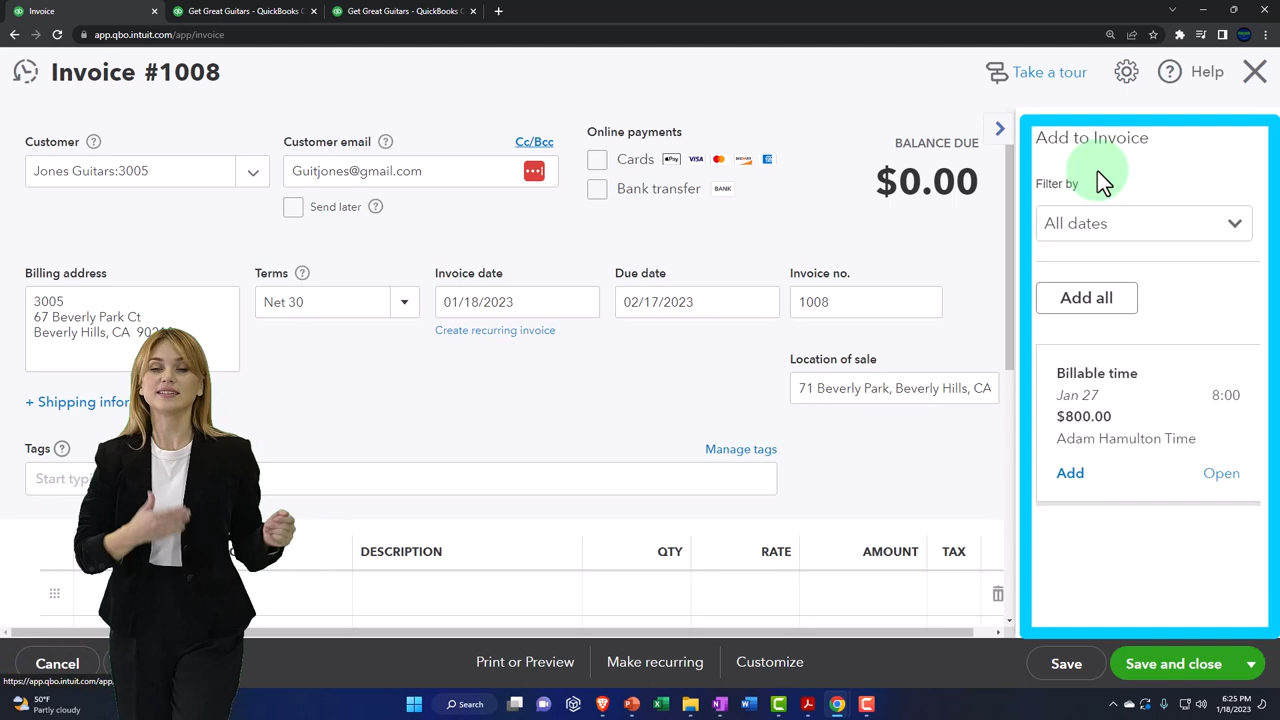 Invoice
Get Great Guitars - QuickBooks C
Get Great Guitars - QuickBooks C
app.qbo.intuit.com/app/invoice
Invoice #1008
Take a tour
Help
Customer
Jones Guitars:3005
Customer email
Cc/Bcc
Guitjones@gmail.com
Send later
Online payments
Cards
Pay VISA
Bank transfer BANK
BALANCE DUE
$0.00
Billing address
3005
67 Beverly Park Ct
Beverly Hills, CA
Terms
Net 30
Invoice date
01/18/2023
Create recurring invoice
Due date
02/17/2023
Invoice no.
1008
Location of sale
71 Beverly Park, Beverly Hills, CA
+ Shipping infor
Tags
Manage tags
Start typ
DESCRIPTION
QTY
RATE
AMOUNT
TAX
Add to Invoice
Filter by
All dates
Add all
Billable time
Jan 27
8:00
$800.00
Adam Hamulton Time
Add
Open
Cancel
Print or Preview
Make recurring
Customize
Save
Save and close
https://qbo.intuit.com/app
50°F
Partly cloudy
Search
6:25 PM
1/18/2023